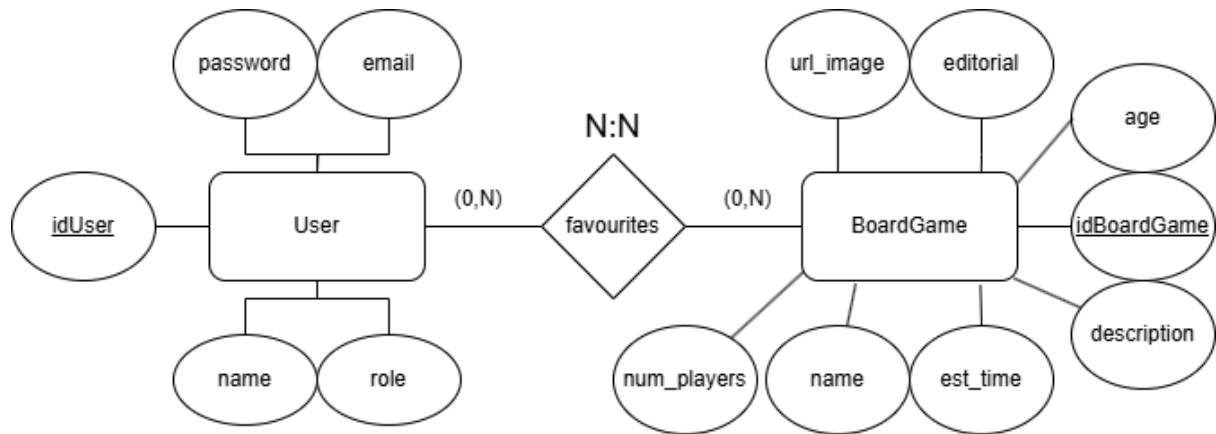 password
email
url_image
editorial
age
N:N
(0,N)
(0,N)
idUser
User
favourites
BoardGame
idBoardGame
description
name
role
num_players
name
est_time